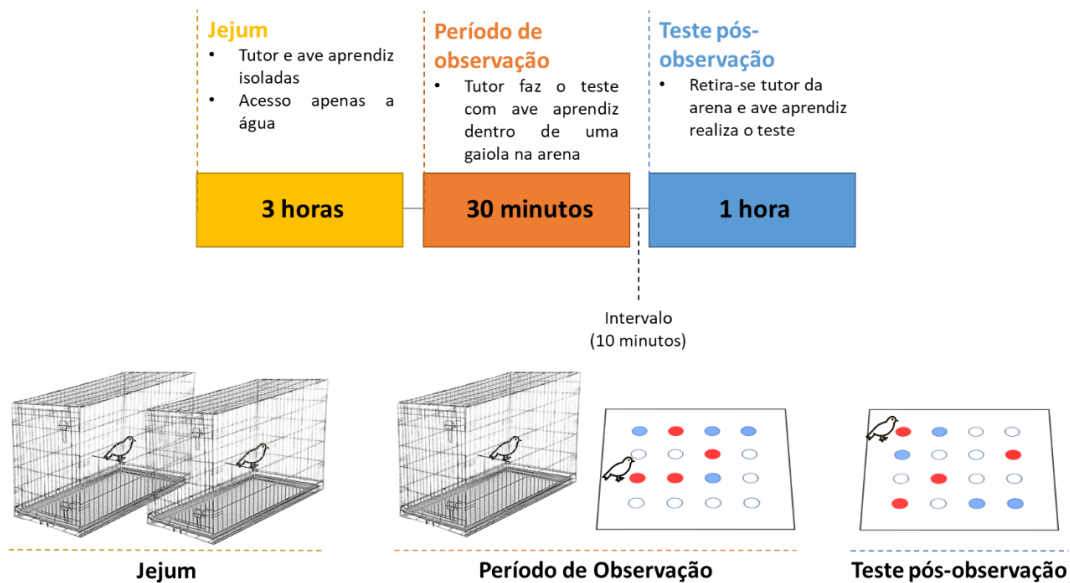 Jejum
• Tutor e ave aprendiz
isoladas
• Acesso apenas a
água
Período de
observação
• Tutor faz o teste
com ave aprendiz
dentro de uma
gaiola na arena
Teste pós-
observação
• Retira-se tutor da
arena e ave aprendiz
realiza o teste
3 horas
30 minutos
1 hora
Intervalo
(10 minutos)
Jejum
Período de Observação
Teste pós-observação